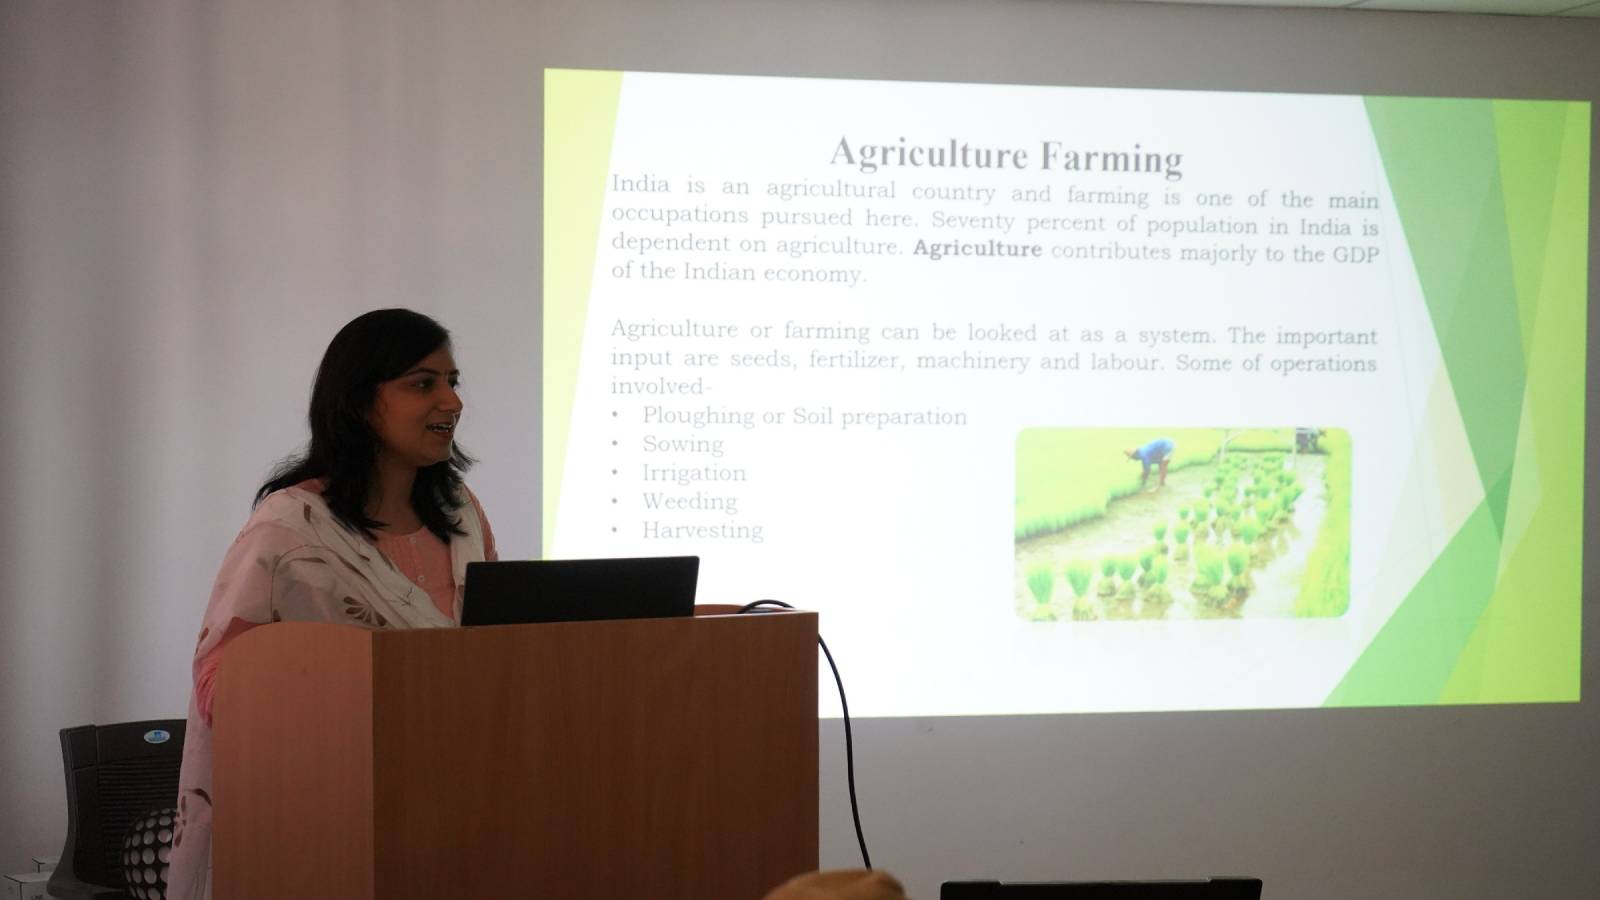 Agriculture Farming
India is an agricultural country and farming is one of the main
occupations pursued here. Seventy percent of population in India is
dependent on agriculture. Agriculture contributes majorly to the GDP
of the Indian economy.
Agriculture or farming can be looked at as a system. The important
input are seeds, fertilizer, machinery and labour. Some of operations
involved-
• Ploughing or Soil preparation
• Sowing
• Irrigation
• Weeding
• Harvesting